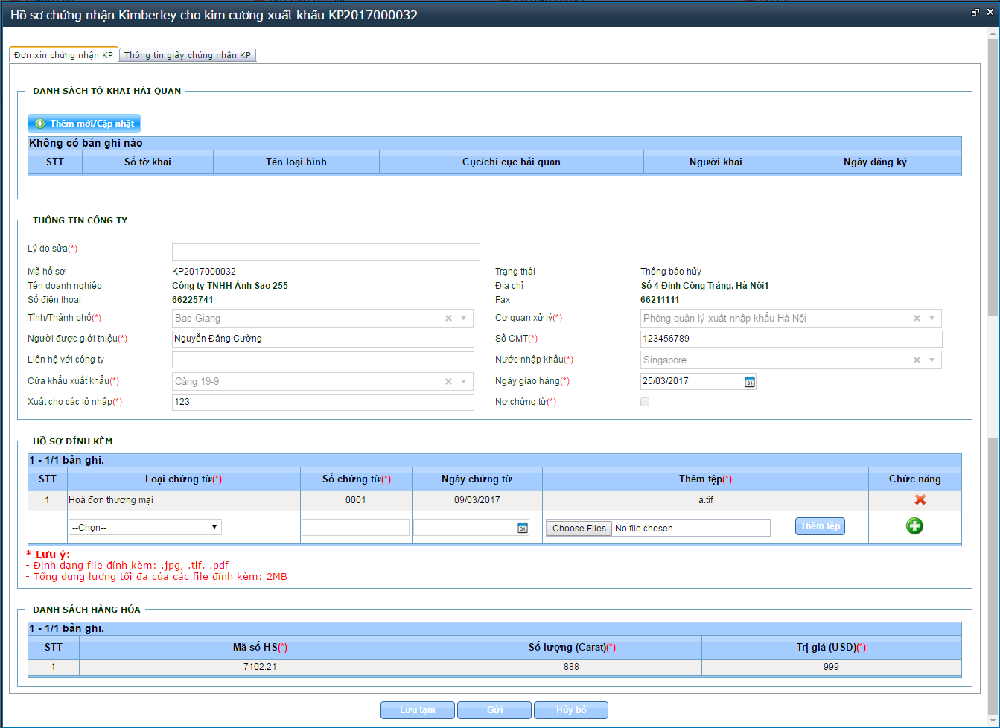 Hồ sơ chứng nhận Kimberley cho kim cương xuất khẩu KP2017000032
Đơn xin chứng nhận KP Thông tin giấy chứng nhận KP
DANH SÁCH TỜ KHAI HẢI QUAN
Thêm mới/Cập nhật
Không có bản ghi nào
STT Số tờ khai Tên loại hình Cục/chi cục hải quan Người khai Ngày đăng ký
THÔNG TIN CÔNG TY
Lý do sửa(*)
Mã hồ sơ KP2017000032 Trạng thái Thông báo hủy
Tên doanh nghiệp Công ty TNHH Ánh Sao 255 Địa chỉ Số 4 Đinh Công Tráng, Hà Nội1
Số điện thoại 66225741 Fax 66211111
Tỉnh/Thành phố(*) Bac Giang Cơ quan xử lý(*) Phòng quản lý xuất nhập khẩu Hà Nội
Người được giới thiệu(*) Nguyễn Đăng Cường Số CMT(*) 123456789
Liên hệ với công ty Nước nhập khẩu(*) Singapore
Cửa khẩu xuất khẩu(*) Cảng 19-9 Ngày giao hàng(*) 25/03/2017
Xuất cho các lô nhập(*) 123 Nợ chứng từ(*)
HỒ SƠ ĐÍNH KÈM
1 - 1/1 bản ghi.
STT Loại chứng từ(*) Số chứng từ(*) Ngày chứng từ Thêm tệp(*) Chức năng
1 Hoá đơn thương mại 0001 09/03/2017 a.tif
--Chọn-- Choose Files No file chosen Thêm tệp
* Lưu ý:
- Định dạng file đính kèm: .jpg, .tif, .pdf
- Tổng dung lượng tối đa của các file đính kèm: 2MB
DANH SÁCH HÀNG HÓA
1 - 1/1 bản ghi.
STT Mã số HS(*) Số lượng (Carat)(*) Trị giá (USD)(*)
1 7102.21 888 999
Lưu tạm Gửi Hủy bỏ